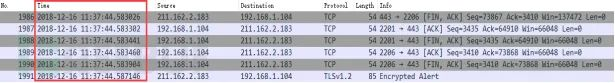 No. Time Source Destination Protocol Length Info
1986 2018-12-16 11:37:44.583026 211.162.2.183 192.168.1.104 TCP 54 443 → 2206 [FIN, ACK] Seq=73867 Ack=3410 Win=137472 Len=0
1987 2018-12-16 11:37:44.583302 192.168.1.104 211.162.2.183 TCP 54 2201 → 443 [ACK] Seq=3435 Ack=64910 Win=66048 Len=0
1988 2018-12-16 11:37:44.583441 192.168.1.104 211.162.2.183 TCP 54 2201 → 443 [FIN, ACK] Seq=3435 Ack=64910 Win=66048 Len=0
1989 2018-12-16 11:37:44.583460 192.168.1.104 211.162.2.183 TCP 54 2206 → 443 [ACK] Seq=3410 Ack=73868 Win=66048 Len=0
1990 2018-12-16 11:37:44.583904 192.168.1.104 211.162.2.183 TCP 54 2206 → 443 [FIN, ACK] Seq=3410 Ack=73868 Win=66048 Len=0
1991 2018-12-16 11:37:44.587146 211.162.2.183 192.168.1.104 TLSv1.2 85 Encrypted Alert